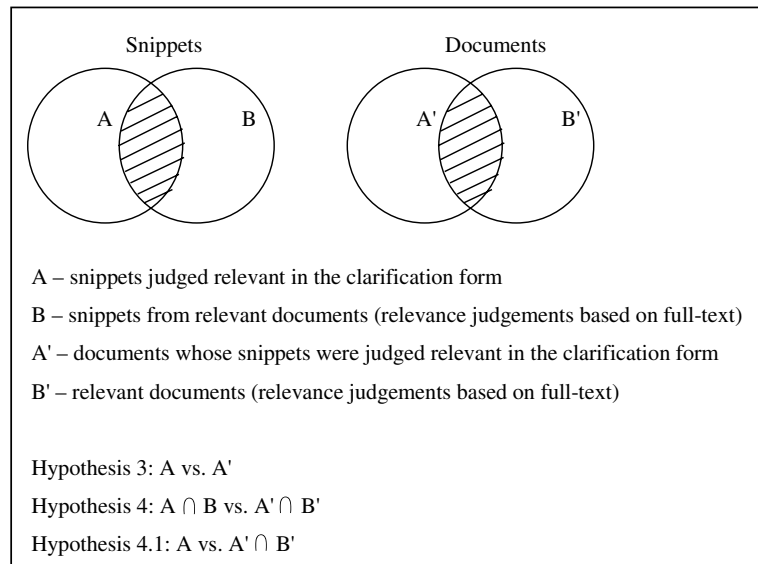 Snippets
Documents
A
B
A'
B'
A – snippets judged relevant in the clarification form
B – snippets from relevant documents (relevance judgements based on full-text)
A' – documents whose snippets were judged relevant in the clarification form
B' – relevant documents (relevance judgements based on full-text)
Hypothesis 3: A vs. A'
Hypothesis 4: A ∩ B vs. A' ∩ B'
Hypothesis 4.1: A vs. A' ∩ B'